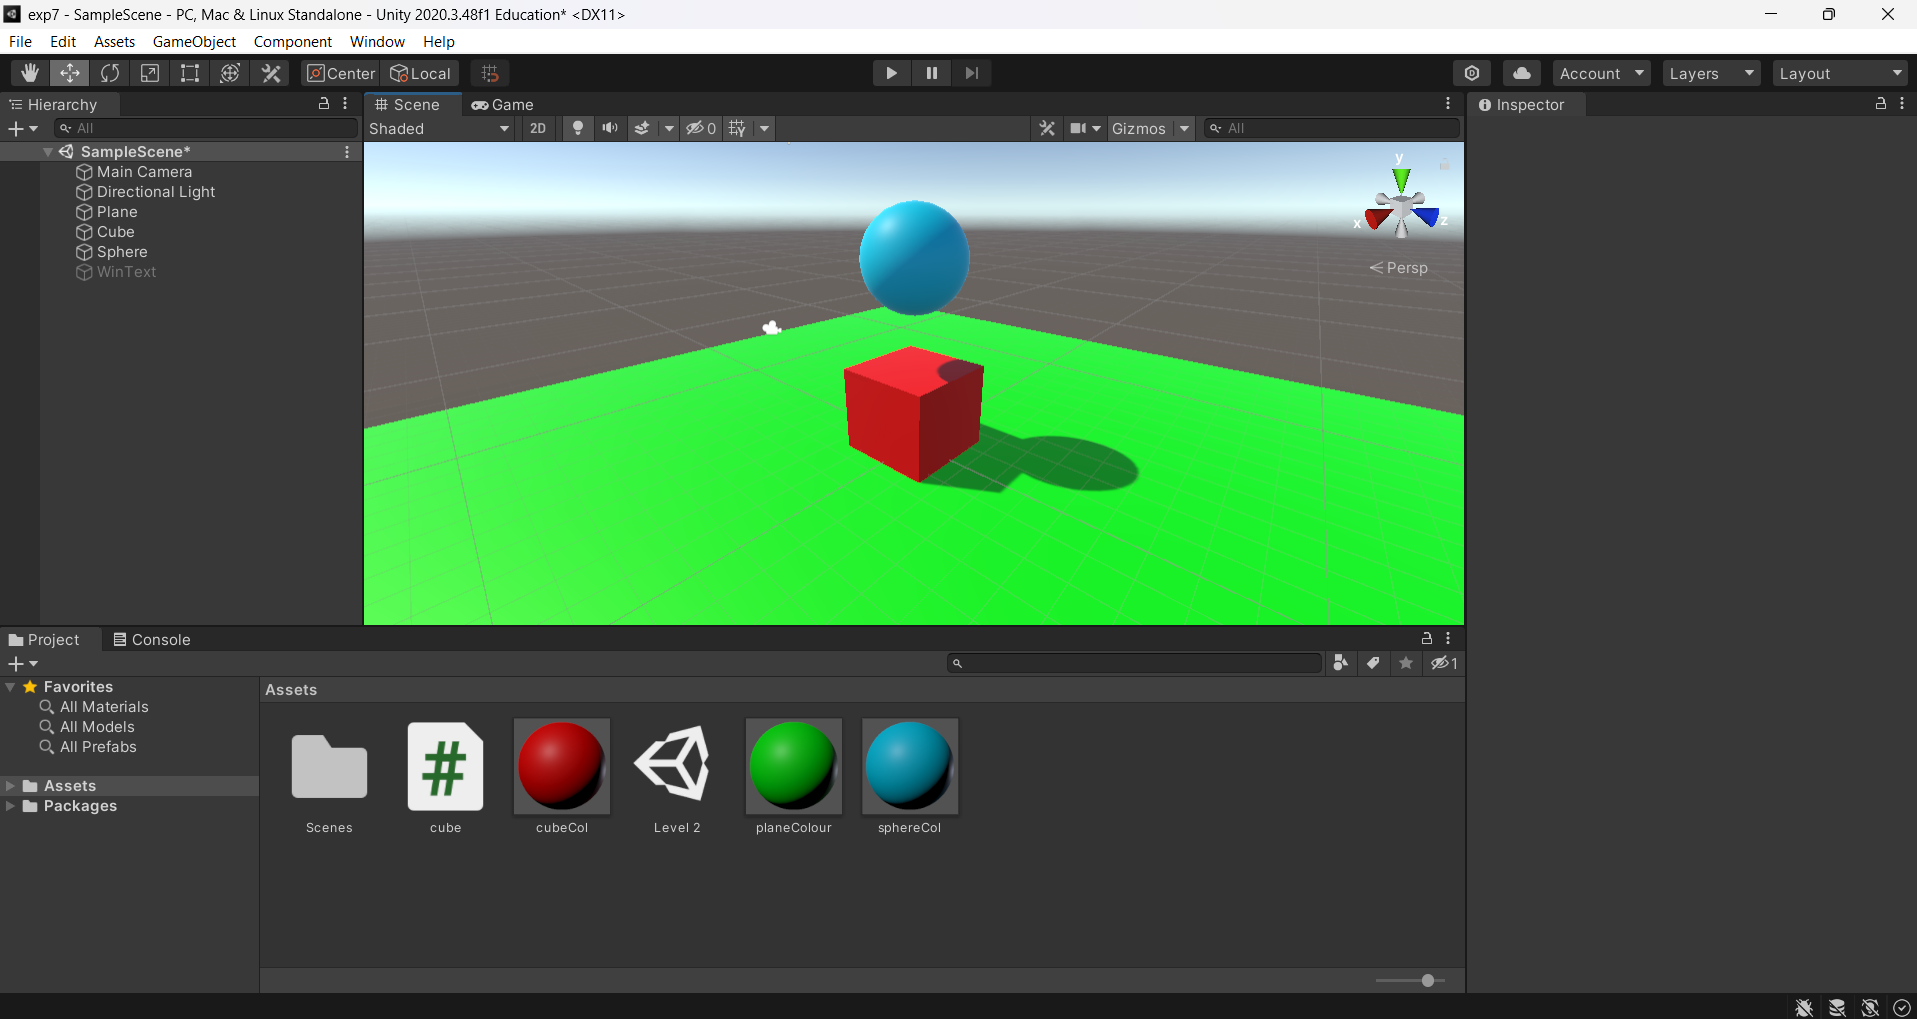 exp7 - SampleScene - PC, Mac & Linux Standalone - Unity 2020.3.48f1 Education* <DX11>
File Edit Assets GameObject Component Window Help
Center Local Account Layers Layout
Hierarchy
All
SampleScene*
Main Camera
Directional Light
Plane
Cube
Sphere
WinText
Scene Game
Shaded 2D 0 Gizmos All
y
x z
Persp
Inspector
Project Console
1
Favorites
All Materials
All Models
All Prefabs
Assets
Packages
Assets
Scenes cube cubeCol Level 2 planeColour sphereCol
#